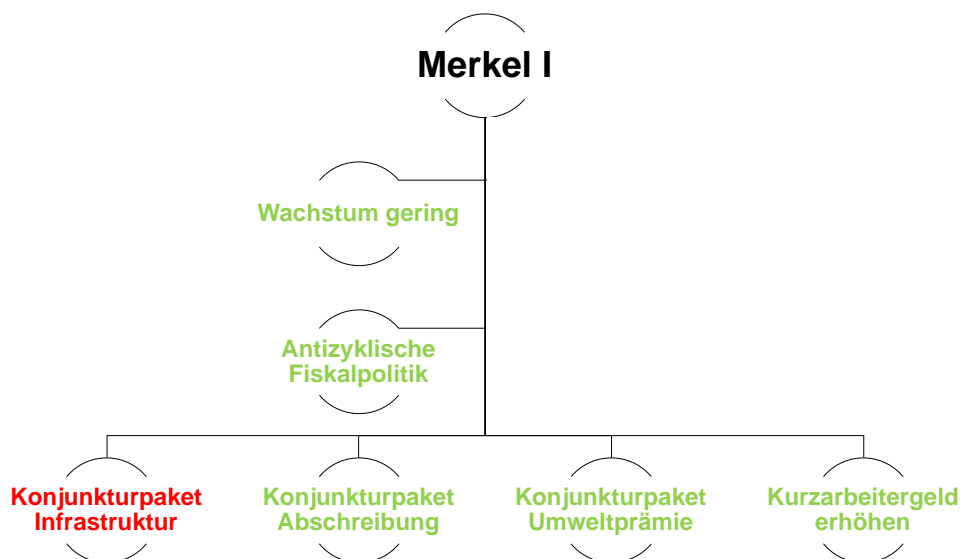 Merkel I
Wachstum gering
Antizyklische
Fiskalpolitik
Konjunkturpaket
Infrastruktur
Konjunkturpaket
Abschreibung
Konjunkturpaket
Umweltprämie
Kurzarbeitergeld
erhöhen